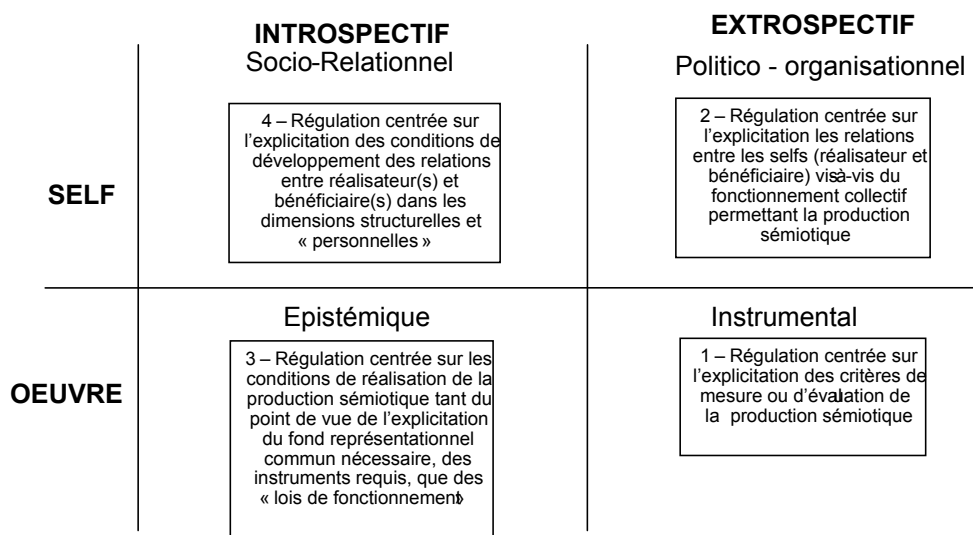 INTROSPECTIF
Socio-Relationnel
EXTROSPECTIF
Politico - organisationnel
SELF
4 – Régulation centrée sur
l'explicitation des conditions de
développement des relations
entre réalisateur(s) et
bénéficiaire(s) dans les
dimensions structurelles et
« personnelles »
2 – Régulation centrée sur
l'explicitation les relations
entre les selfs (réalisateur et
bénéficiaire) vis-à-vis du
fonctionnement collectif
permettant la production
sémiotique
OEUVRE
Epistémique
3 – Régulation centrée sur les
conditions de réalisation de la
production sémiotique tant du
point de vue de l'explicitation
du fond représentationnel
commun nécessaire, des
instruments requis, que des
« lois de fonctionnement»
Instrumental
1 – Régulation centrée sur
l'explicitation des critères de
mesure ou d'évaluation de
la production sémiotique